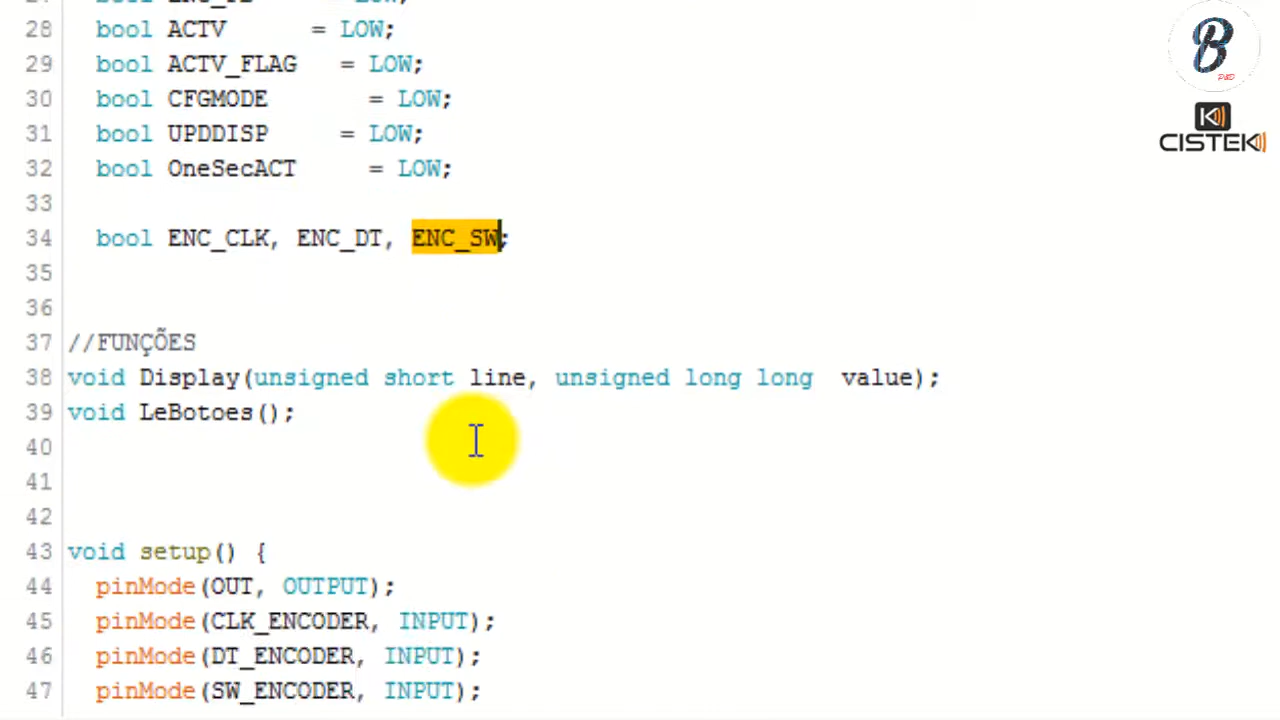 28 bool ACTV = LOW;
29 bool ACTV_FLAG = LOW;
30 bool CFGMODE = LOW;
31 bool UPDDISP = LOW;
32 bool OneSecACT = LOW;
33
34 bool ENC_CLK, ENC_DT, ENC_SW;
35
36
37 //FUNÇÕES
38 void Display(unsigned short line, unsigned long long value);
39 void LeBotoes();
40
41
42
43 void setup() {
44 pinMode(OUT, OUTPUT);
45 pinMode(CLK_ENCODER, INPUT);
46 pinMode(DT_ENCODER, INPUT);
47 pinMode(SW_ENCODER, INPUT);
B
CISTEK